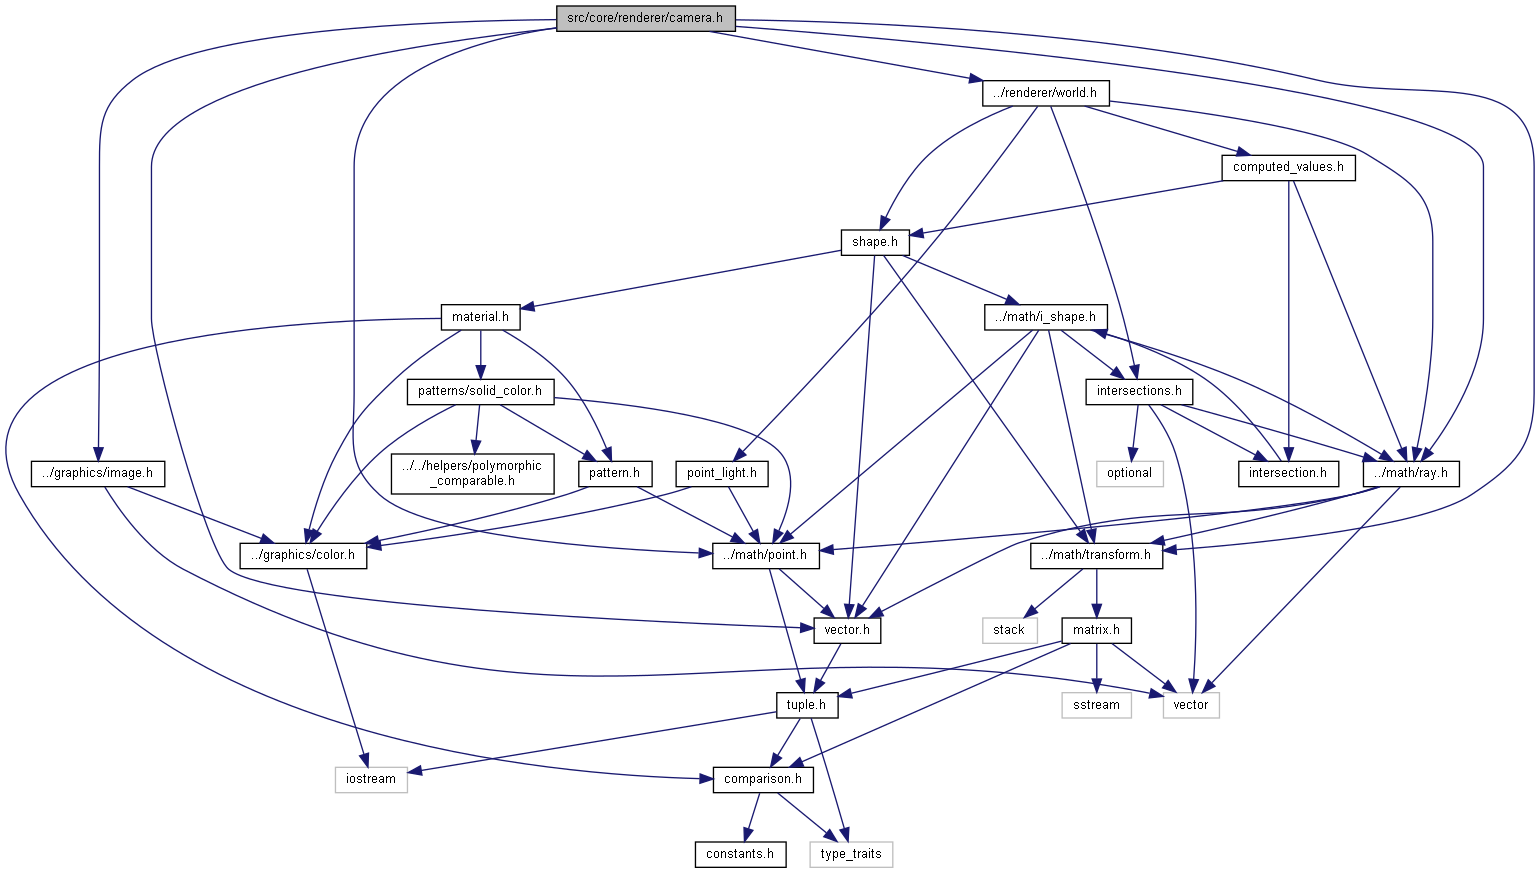 src/core/renderer/camera.h
../renderer/world.h
computed_values.h
shape.h
material.h
../math/i_shape.h
patterns/solid_color.h
intersections.h
../graphics/image.h
../../helpers/polymorphic
_comparable.h
pattern.h
point_light.h
optional
intersection.h
../math/ray.h
../graphics/color.h
../math/point.h
../math/transform.h
vector.h
stack
matrix.h
tuple.h
sstream
vector
iostream
comparison.h
constants.h
type_traits